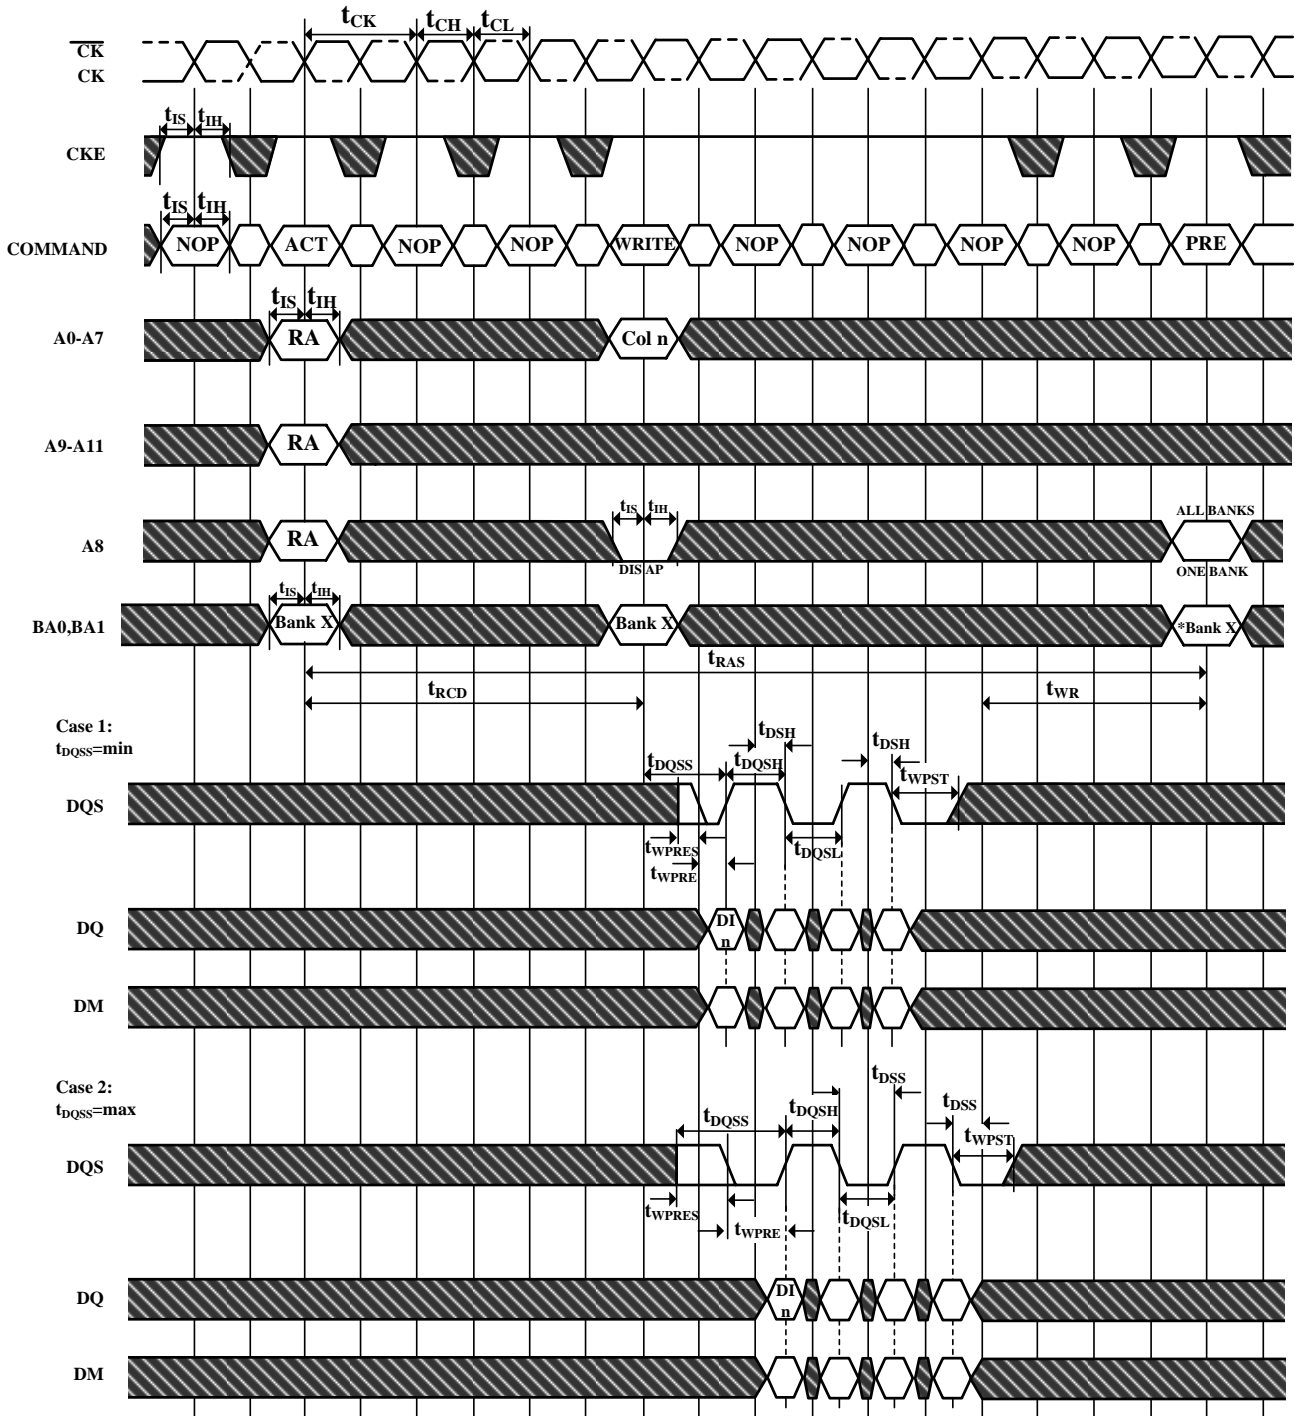 tCK tCH tCL
CK
CK
tIS tIH
CKE
tIS tIH
COMMAND NOP ACT NOP NOP WRITE NOP NOP NOP NOP PRE
tIS tIH
A0-A7 RA Col n
A9-A11 RA
tIS tIH ALL BANKS
A8 RA
DIS AP ONE BANK
tIS tIH
BA0,BA1 Bank X Bank X *Bank X
tRAS
tRCD tWR
Case 1:
tDQSS=min
tDSH tDSH
tDQSS tDQSH tWPST
DQS
tWPRES tDQSL
tWPRE
DQ DI
n
DM
Case 2:
tDQSS=max
tDSS tDSS
tDQSS tDQSH tWPST
DQS
tWPRES tDQSL
tWPRE
DQ DI
n
DM